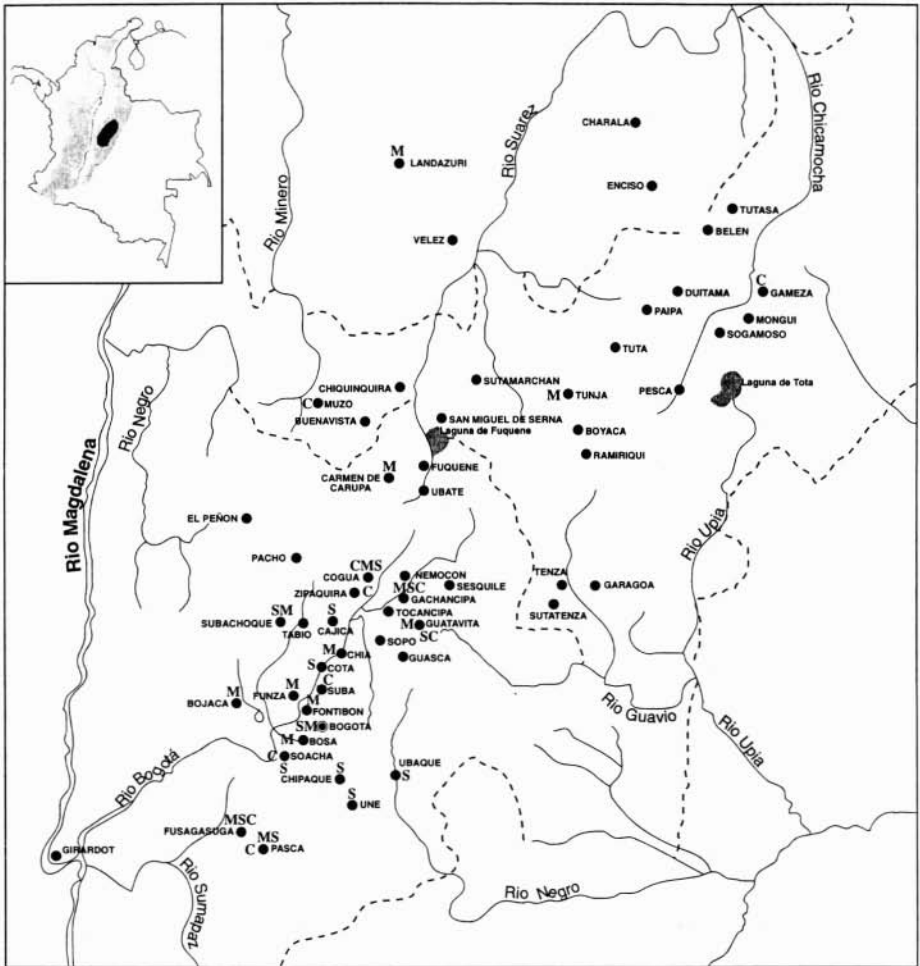 Rio Chicamocha
Rio Suarez
CHARALA
M
LANDAZURI
Rio Minero
ENCISO
TUTASA
BELEN
VELEZ
C
DUITAMA
GAMEZA
PAIPA
MONGUI
SOGAMOSO
TUTA
Rio Negro
CHIQUINQUIRA
SUTAMARCHAN
M
TUNJA
PESCA
Laguna de Tota
C
MUZO
BUENAVISTA
SAN MIGUEL DE SERNA
Laguna de Fuquene
BOYACA
RAMIRIQUI
Rio Magdalena
M
CARMEN DE
CARUPA
FUQUENE
UBATE
EL PEÑON
Rio Upia
PACHO
CMS
COGUA
NEMOCON
SESQUILE
TENZA
GARAGOA
ZIPAQUIRA
C
MSC
GACHANCIPA
SUTATENZA
SM
SUBACHOQUE
TABIO
S
CAJICA
TOCANCIPA
M
GUATAVITA
SC
SOPO
M
CHIA
GUASCA
S
COTA
C
SUBA
M
BOJACA
M
FUNZA
M
FONTIBON
Rio Guavio
SM
BOGOTA
Rio Upia
M
BOSA
C
SOACHA
S
S
CHIPAQUE
UBAQUE
S
Rio Bogotá
S
UNE
MSC
FUSAGASUGA
MS
C
PASCA
GIRARDOT
Rio Sumapaz
Rio Negro